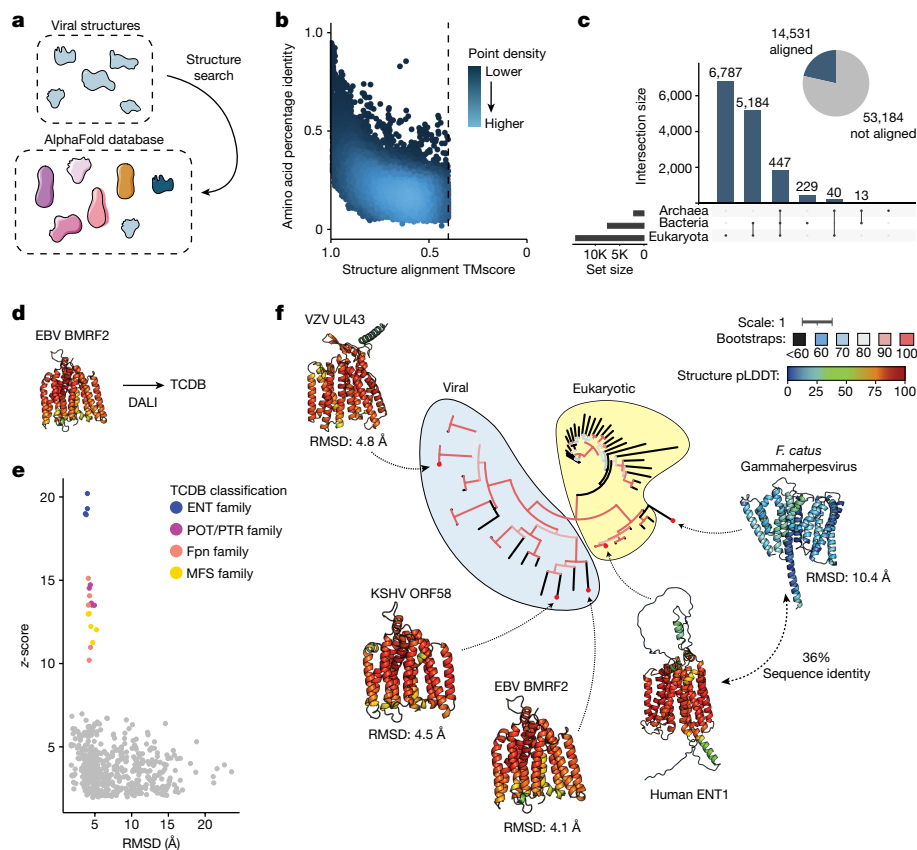 a
Viral structures
Structure
search
AlphaFold database
b
Amino acid percentage identity
0.5
0
1.0
0.5
0
Structure alignment TMscore
Point density
Lower
Higher
c
14,531
aligned
53,184
not aligned
Intersection size
6,000
4,000
2,000
6,787
5,184
447
229
40
13
Archaea
Bacteria
Eukaryota
10K 5K 0
Set size
d
EBV BMRF2
DALI
TCDB
e
z-score
20
15
10
5
5 10 15 20
RMSD (Å)
TCDB classification
ENT family
POT/PTR family
Fpn family
MFS family
f
VZV UL43
RMSD: 4.8 Å
Viral
Eukaryotic
Scale: 1
Bootstraps:
<60 60 70 80 90 100
Structure pLDDT:
0 25 50 75 100
F. catus
Gammaherpesvirus
RMSD: 10.4 Å
KSHV ORF58
RMSD: 4.5 Å
EBV BMRF2
RMSD: 4.1 Å
36%
Sequence identity
Human ENT1